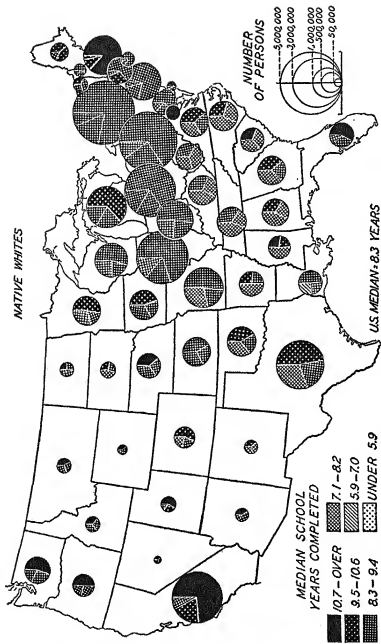 NATIVE WHITES
NUMBER
OF PERSONS
5,000,000
3,000,000
1,000,000
500,000
50,000
MEDIAN SCHOOL
YEARS COMPLETED
10.7-OVER
9.5-10.6
8.3-9.4
7.1-8.2
5.9-7.0
UNDER 5.9
U.S. MEDIAN=8.3 YEARS